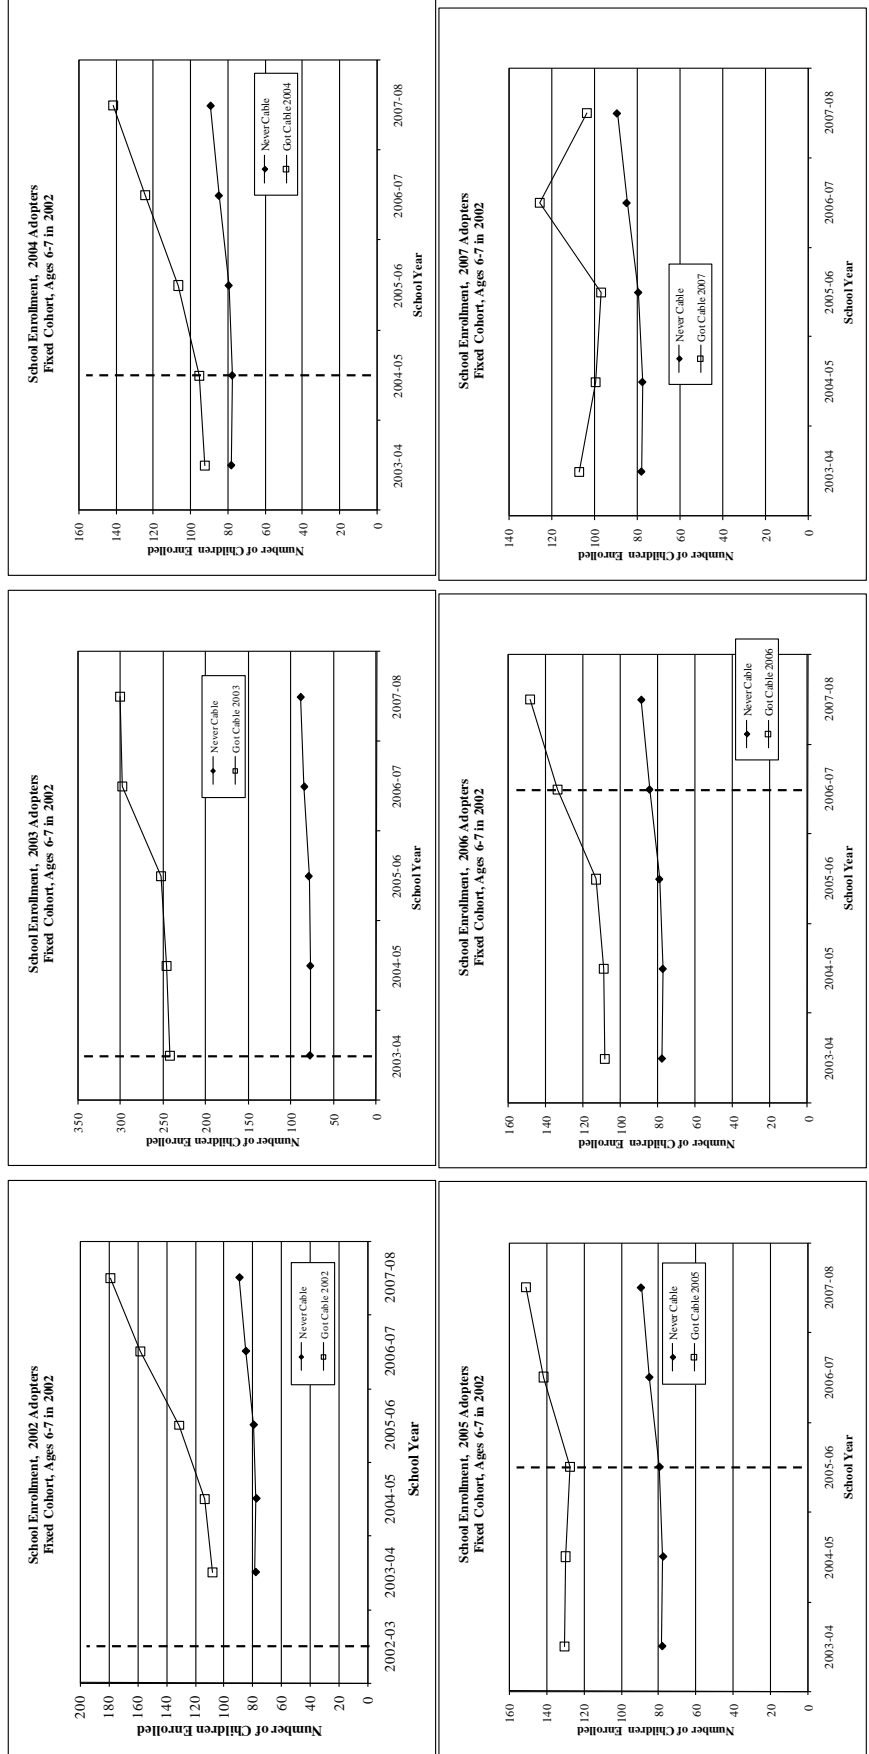 School Enrollment, 2002 Adopters
Fixed Cohort, Ages 6-7 in 2002
Number of Children Enrolled
200
180
160
140
120
100
80
60
40
20
0
2002-03
2003-04
2004-05
2005-06
2006-07
2007-08
School Year
Never Cable
Got Cable 2002
School Enrollment, 2003 Adopters
Fixed Cohort, Ages 6-7 in 2002
Number of Children Enrolled
350
300
250
200
150
100
50
0
2003-04
2004-05
2005-06
2006-07
2007-08
School Year
Never Cable
Got Cable 2003
School Enrollment, 2004 Adopters
Fixed Cohort, Ages 6-7 in 2002
Number of Children Enrolled
160
140
120
100
80
60
40
20
0
2003-04
2004-05
2005-06
2006-07
2007-08
School Year
Never Cable
Got Cable 2004
School Enrollment, 2005 Adopters
Fixed Cohort, Ages 6-7 in 2002
Number of Children Enrolled
160
140
120
100
80
60
40
20
0
2003-04
2004-05
2005-06
2006-07
2007-08
School Year
Never Cable
Got Cable 2005
School Enrollment, 2006 Adopters
Fixed Cohort, Ages 6-7 in 2002
Number of Children Enrolled
160
140
120
100
80
60
40
20
0
2003-04
2004-05
2005-06
2006-07
2007-08
School Year
Never Cable
Got Cable 2006
School Enrollment, 2007 Adopters
Fixed Cohort, Ages 6-7 in 2002
Number of Children Enrolled
140
120
100
80
60
40
20
0
2003-04
2004-05
2005-06
2006-07
2007-08
School Year
Never Cable
Got Cable 2007